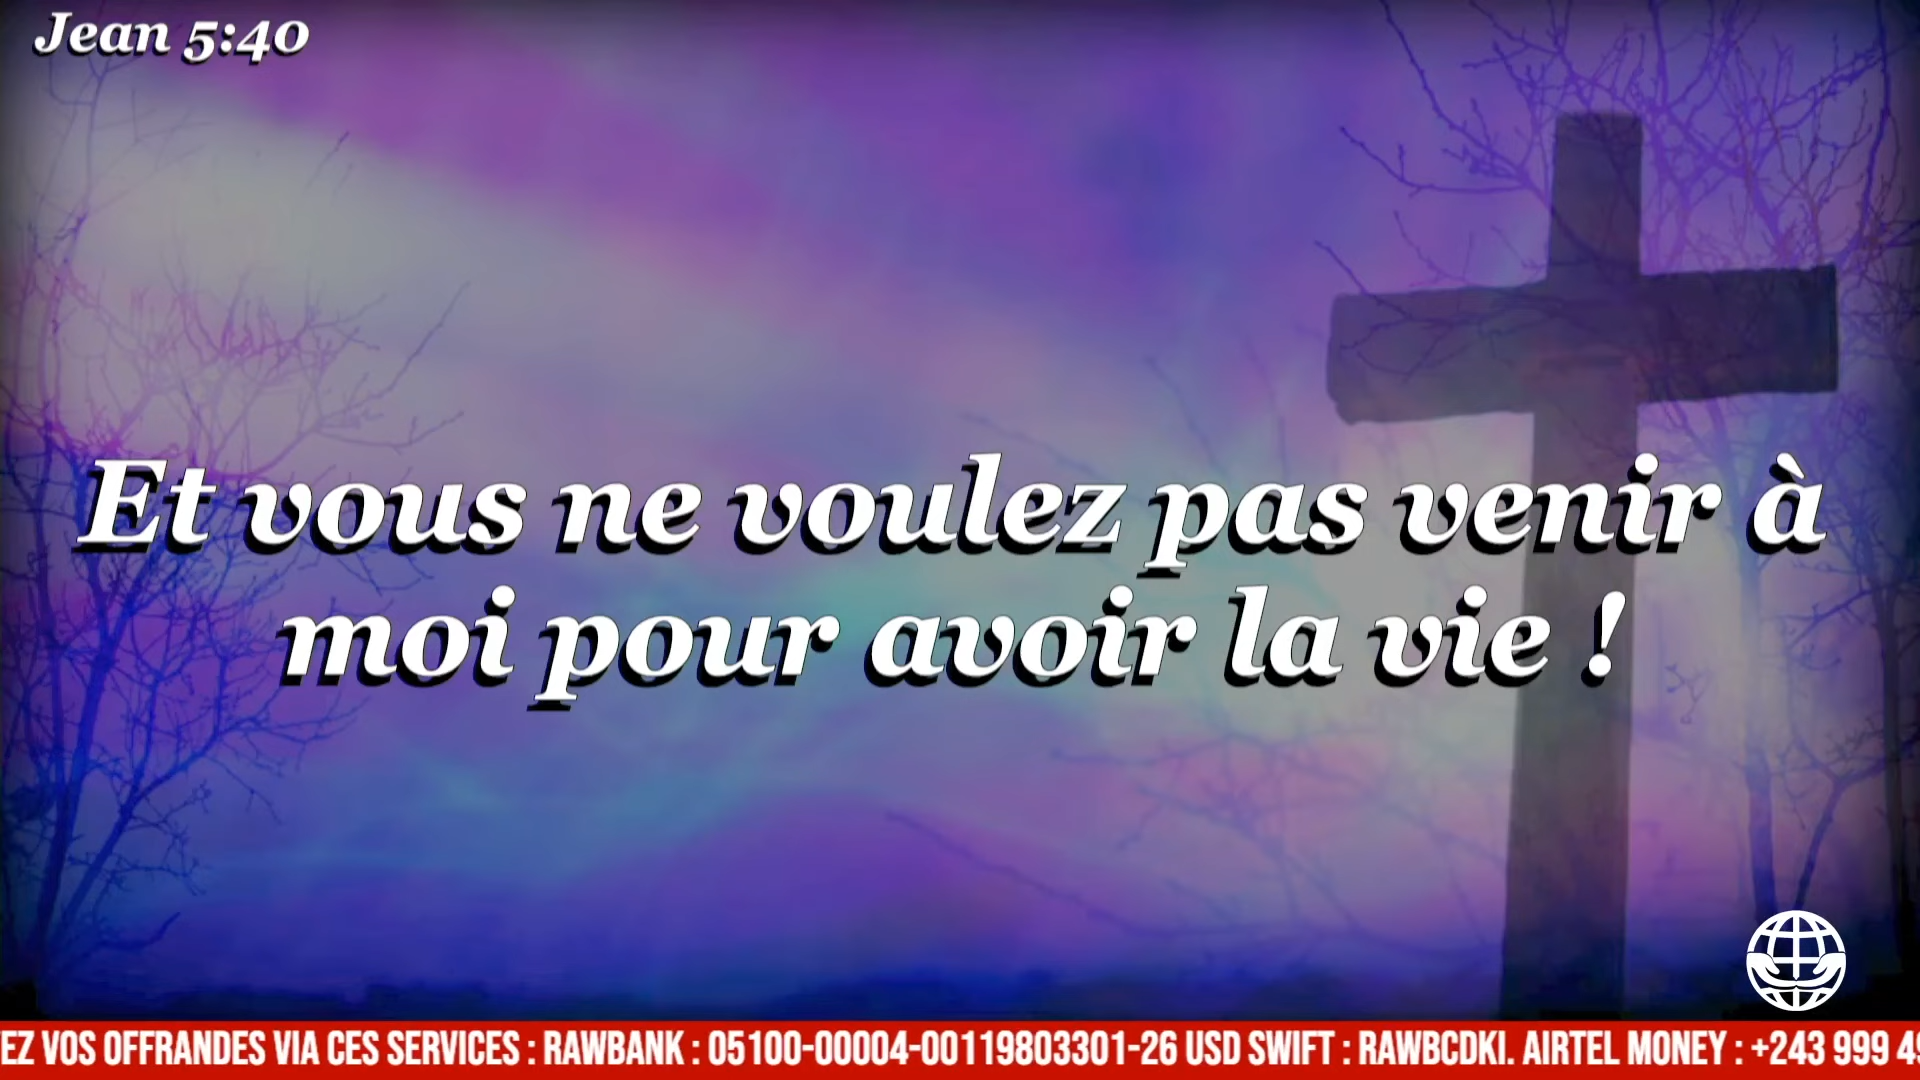 Jean 5:40
Et vous ne voulez pas venir à
moi pour avoir la vie !
EZ VOS OFFRANDES VIA CES SERVICES : RAWBANK : 05100-00004-00119803301-26 USD SWIFT : RAWBCDKI. AIRTEL MONEY : +243 999 49